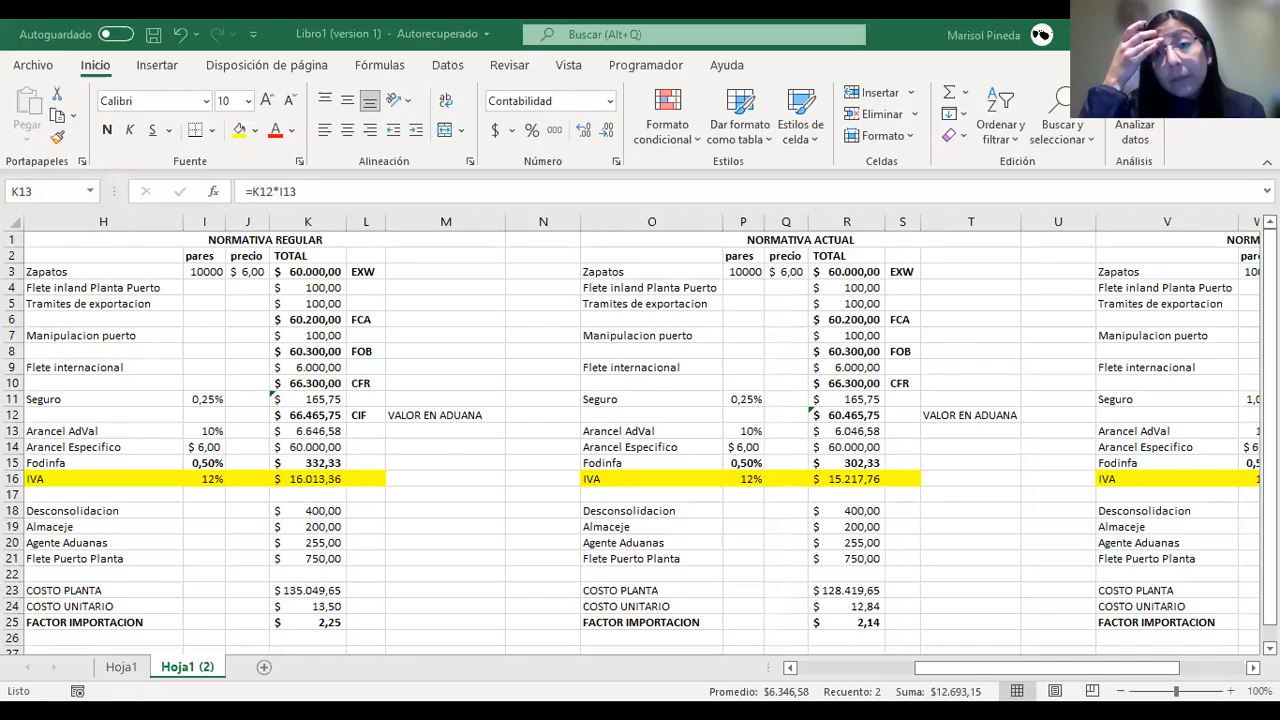 Autoguardado Libro1 (version 1) - Autorecuperado Buscar (Alt+Q) Marisol Pineda
Archivo Inicio Insertar Disposición de página Fórmulas Datos Revisar Vista Programador Ayuda
Pegar
Calibri 10
N K S
Contabilidad
$ % 000
Formato condicional
Dar formato como tabla
Estilos de celda
Insertar
Eliminar
Formato
Ordenar y filtrar
Buscar y seleccionar
Analizar datos
Portapapeles Fuente Alineación Número Estilos Celdas Edición Análisis
K13 fx =K12*I13
H I J K L M N O P Q R S T U V W
1 NORMATIVA REGULAR NORMATIVA ACTUAL NORM
2 pares precio TOTAL pares precio TOTAL par
3 Zapatos 10000 $ 6,00 $ 60.000,00 EXW Zapatos 10000 $ 6,00 $ 60.000,00 EXW Zapatos 100
4 Flete inland Planta Puerto $ 100,00 Flete inland Planta Puerto $ 100,00 Flete inland Planta Puerto
5 Tramites de exportacion $ 100,00 Tramites de exportacion $ 100,00 Tramites de exportacion
6 $ 60.200,00 FCA $ 60.200,00 FCA
7 Manipulacion puerto $ 100,00 Manipulacion puerto $ 100,00 Manipulacion puerto
8 $ 60.300,00 FOB $ 60.300,00 FOB
9 Flete internacional $ 6.000,00 Flete internacional $ 6.000,00 Flete internacional
10 $ 66.300,00 CFR $ 66.300,00 CFR
11 Seguro 0,25% $ 165,75 Seguro 0,25% $ 165,75 Seguro 1,0
12 $ 66.465,75 CIF VALOR EN ADUANA $ 60.465,75 VALOR EN ADUANA
13 Arancel AdVal 10% $ 6.646,58 Arancel AdVal 10% $ 6.046,58 Arancel AdVal 1
14 Arancel Especifico $ 6,00 $ 60.000,00 Arancel Especifico $ 6,00 $ 60.000,00 Arancel Especifico $ 6
15 Fodinfa 0,50% $ 332,33 Fodinfa 0,50% $ 302,33 Fodinfa 0,5
16 IVA 12% $ 16.013,36 IVA 12% $ 15.217,76 IVA 1
17
18 Desconsolidacion $ 400,00 Desconsolidacion $ 400,00 Desconsolidacion
19 Almaceje $ 200,00 Almaceje $ 200,00 Almaceje
20 Agente Aduanas $ 255,00 Agente Aduanas $ 255,00 Agente Aduanas
21 Flete Puerto Planta $ 750,00 Flete Puerto Planta $ 750,00 Flete Puerto Planta
22
23 COSTO PLANTA $ 135.049,65 COSTO PLANTA $ 128.419,65 COSTO PLANTA
24 COSTO UNITARIO $ 13,50 COSTO UNITARIO $ 12,84 COSTO UNITARIO
25 FACTOR IMPORTACION $ 2,25 FACTOR IMPORTACION $ 2,14 FACTOR IMPORTACION
26
27
Hoja1 Hoja1 (2)
Listo Promedio: $6.346,58 Recuento: 2 Suma: $12.693,15 100%